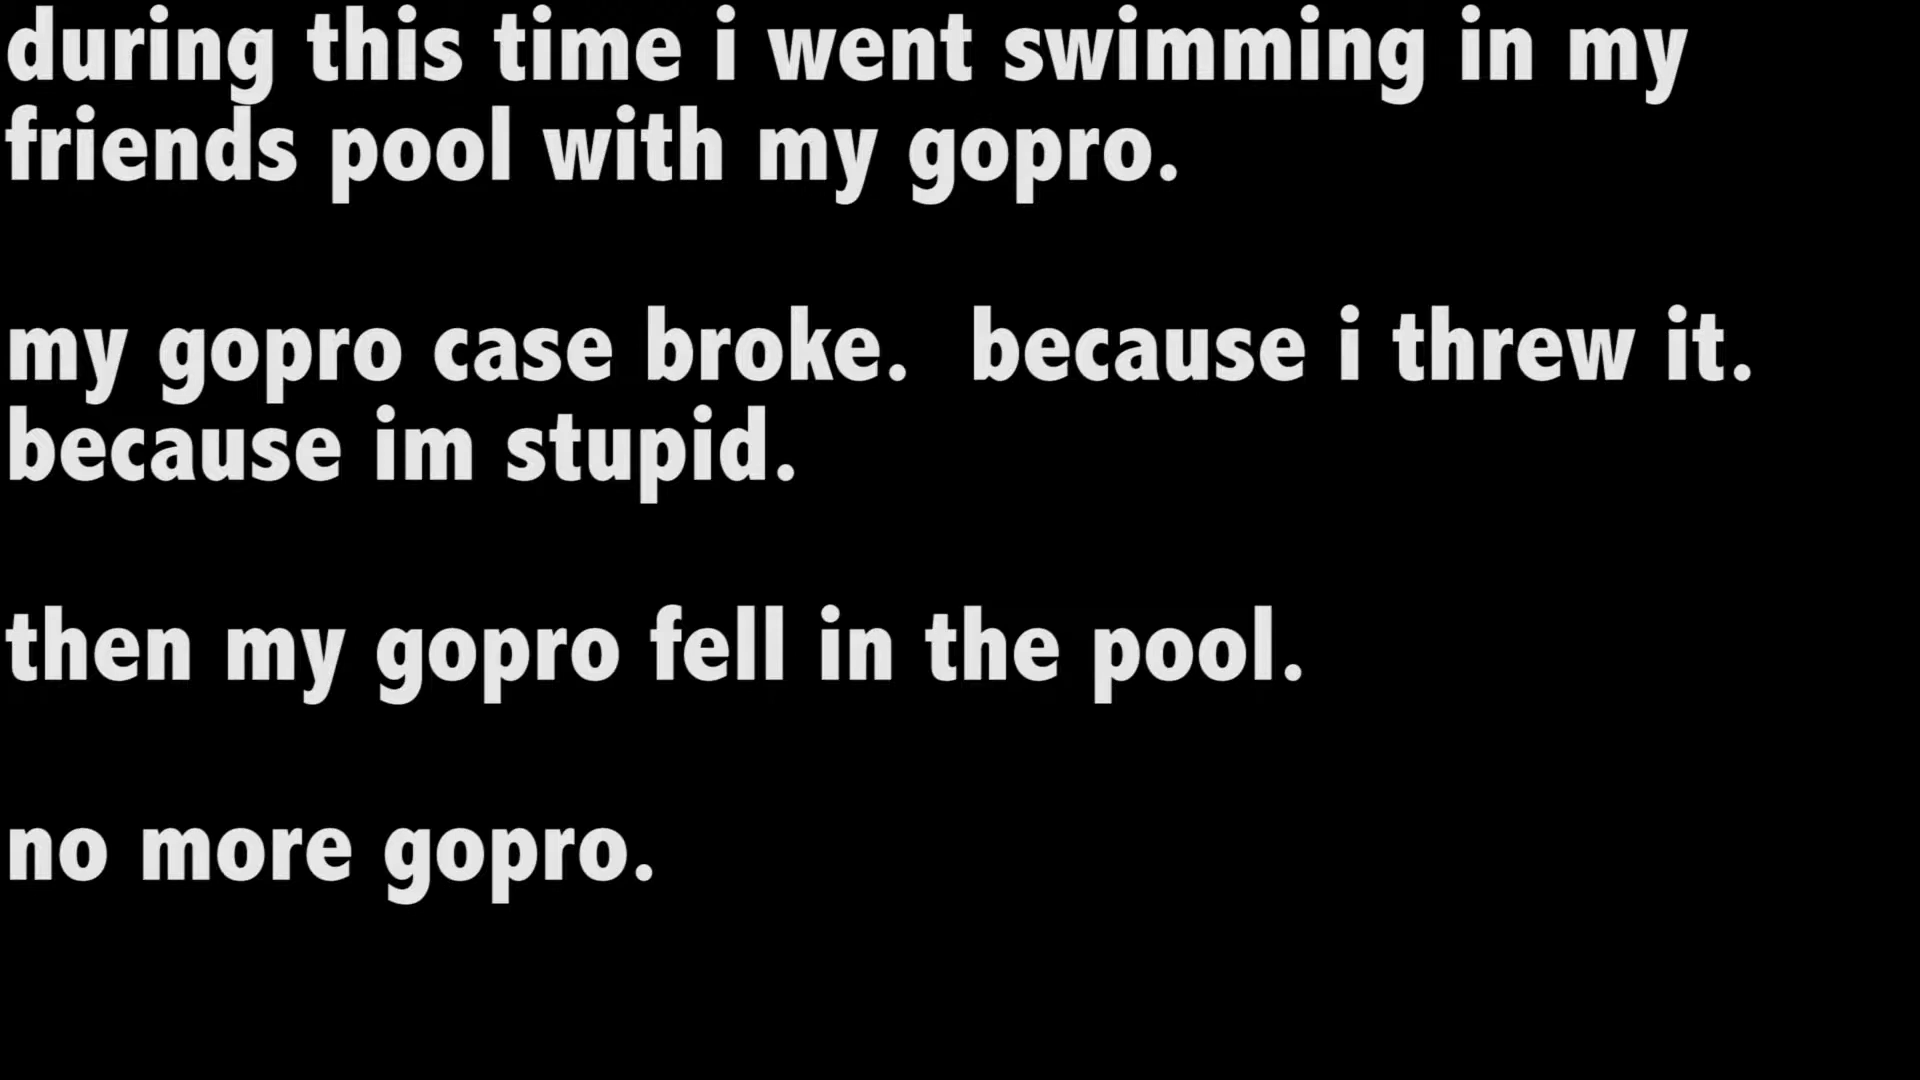 during this time i went swimming in my
friends pool with my gopro.
my gopro case broke.  because i threw it.
because im stupid.
then my gopro fell in the pool.
no more gopro.